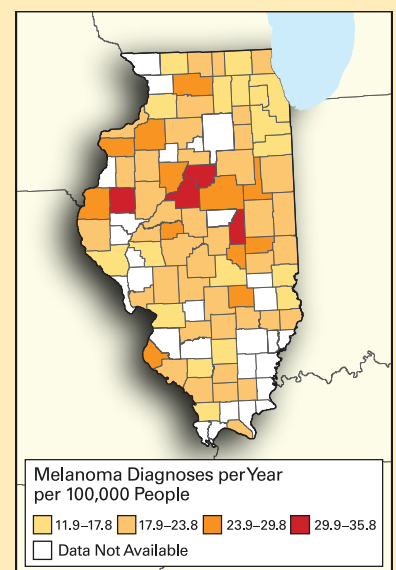 Melanoma Diagnoses per Year
per 100,000 People
11.9–17.8 17.9–23.8 23.9–29.8 29.9–35.8
Data Not Available